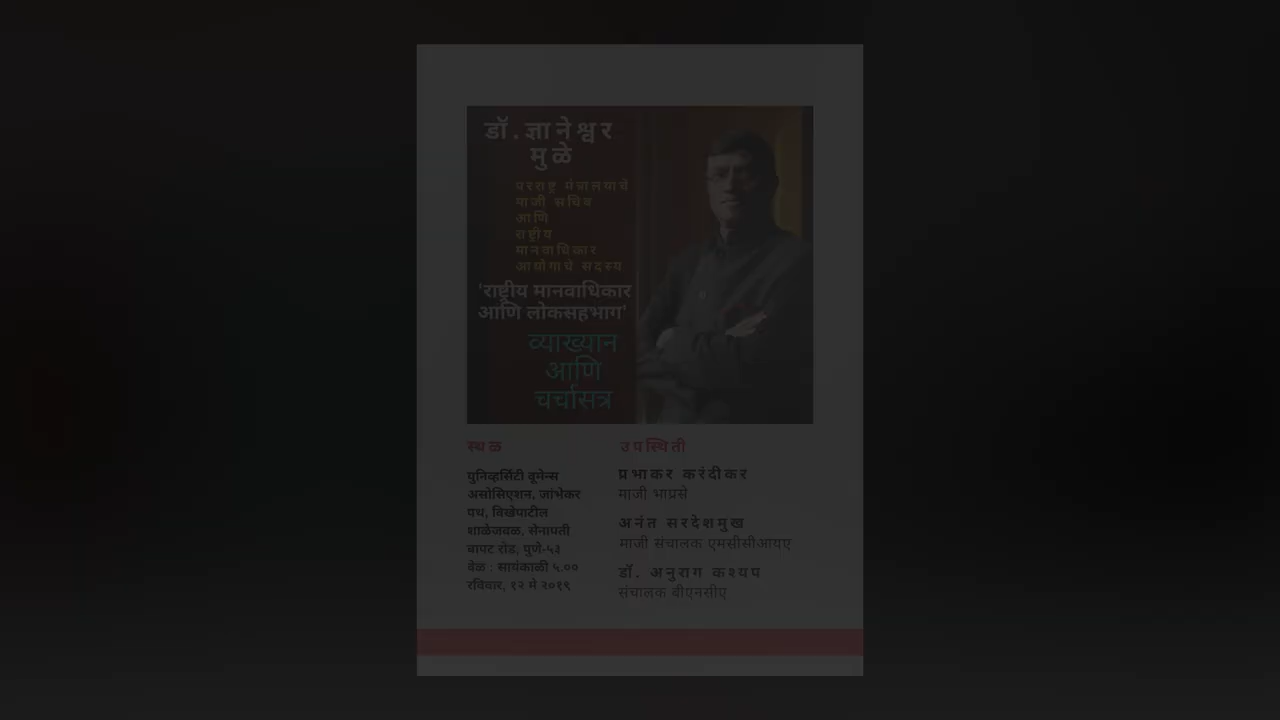 डॉ.ज्ञानेश्वर
मुळे
परराष्ट्र मंत्रालयाचे
माजी सचिव
आणि
राष्ट्रीय
मानवाधिकार
आयोगाचे सदस्य
'राष्ट्रीय मानवाधिकार
आणि लोकसहभाग'
व्याख्यान
आणि
चर्चासत्र
स्थळ
युनिव्हर्सिटी वूमेन्स
असोसिएशन, जांभेकर
पथ, विखेपाटील
शाळेजवळ, सेनापती
बापट रोड, पुणे-५३
वेळ : सायंकाळी ५.००
रविवार, १२ मे २०१९
उपस्थिती
प्रभाकर करंदीकर
माजी भाप्रसे
अनंत सरदेशमुख
माजी संचालक एमसीसीआयए
डॉ. अनुराग कश्यप
संचालक बीएनसीए